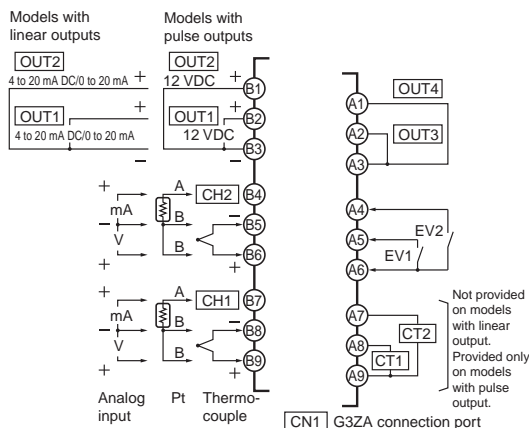 Models with
linear outputs
Models with
pulse outputs
OUT2
4 to 20 mA DC/0 to 20 mA +
OUT1 +
4 to 20 mA DC/0 to 20 mA
−
OUT2 +
12 VDC
OUT1 +
12 VDC
−
B1
B2
B3
+
mA
−
V
+
A
B
B
CH2
−
+
B4
B5
B6
+
mA
−
V
+
A
B
B
CH1
−
+
B7
B8
B9
Analog
input
Pt
Thermo-
couple
A1
A2
A3
OUT4
OUT3
A4
A5
A6
EV1
EV2
A7
A8
A9
CT2
CT1
Not provided
on models
with linear
output.
Provided only
on models
with pulse
output.
CN1 G3ZA connection port